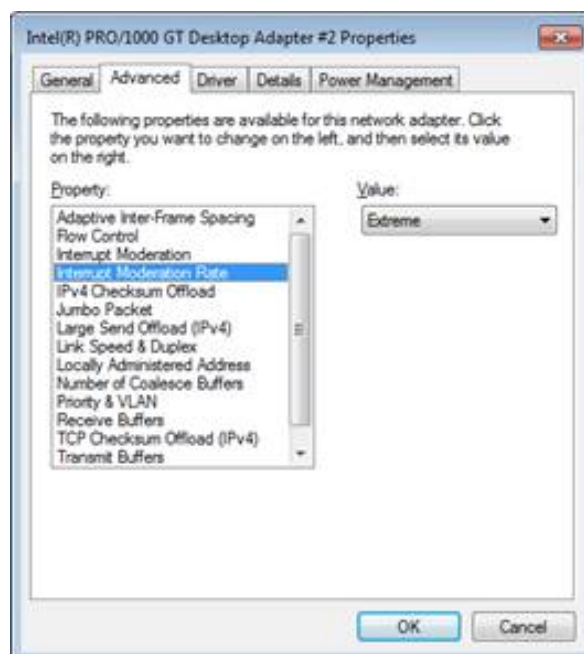 Intel(R) PRO/1000 GT Desktop Adapter #2 Properties
General Advanced Driver Details Power Management
The following properties are available for this network adapter. Click
the property you want to change on the left, and then select its value
on the right.
Property:
Value:
Adaptive Inter-Frame Spacing
Extreme
Flow Control
Interrupt Moderation
Interrupt Moderation Rate
IPv4 Checksum Offload
Jumbo Packet
Large Send Offload (IPv4)
Link Speed & Duplex
Locally Administered Address
Number of Coalesce Buffers
Priority & VLAN
Receive Buffers
TCP Checksum Offload (IPv4)
Transmit Buffers
OK
Cancel